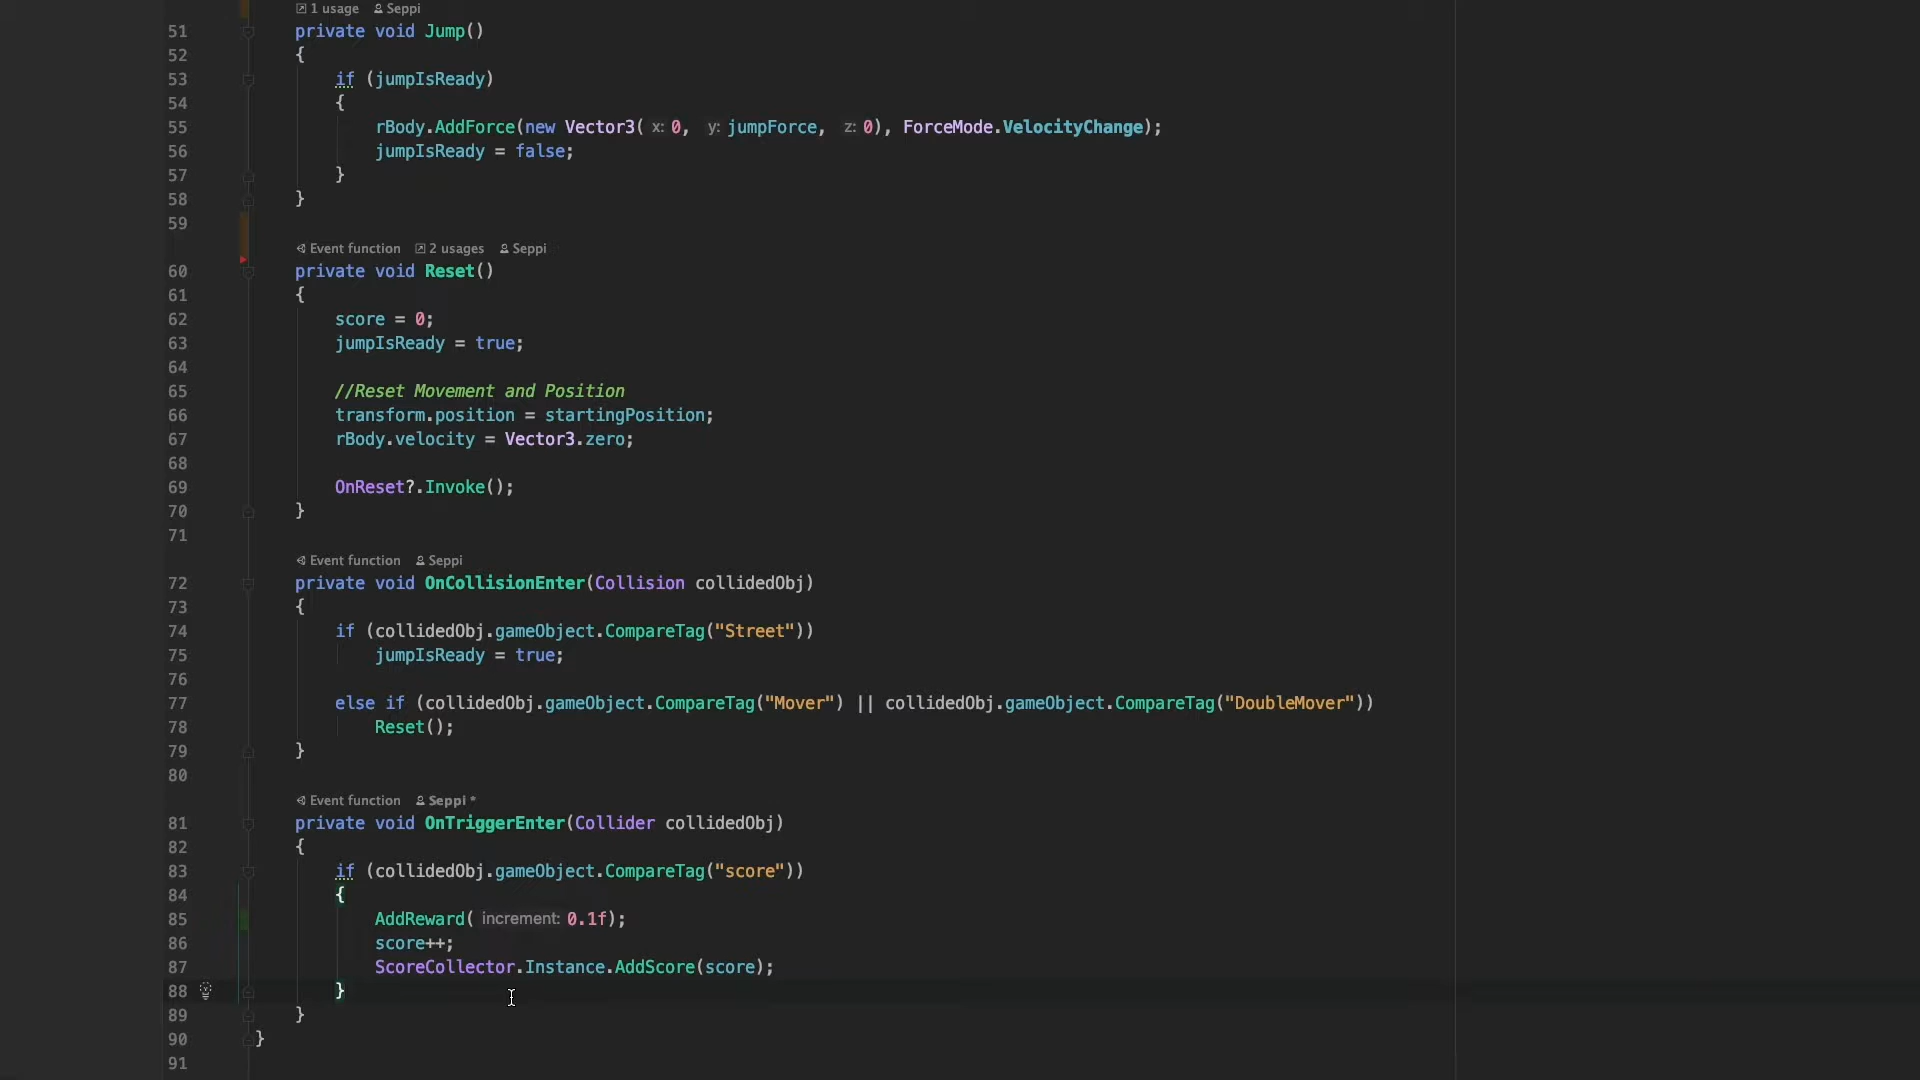 1 usage Seppi
51 private void Jump()
52 {
53 if (jumpIsReady)
54 {
55 rBody.AddForce(new Vector3( x: 0, y: jumpForce, z: 0), ForceMode.VelocityChange);
56 jumpIsReady = false;
57 }
58 }
59
Event function 2 usages Seppi
60 private void Reset()
61 {
62 score = 0;
63 jumpIsReady = true;
64
65 //Reset Movement and Position
66 transform.position = startingPosition;
67 rBody.velocity = Vector3.zero;
68
69 OnReset?.Invoke();
70 }
71
Event function Seppi
72 private void OnCollisionEnter(Collision collidedObj)
73 {
74 if (collidedObj.gameObject.CompareTag("Street"))
75 jumpIsReady = true;
76
77 else if (collidedObj.gameObject.CompareTag("Mover") || collidedObj.gameObject.CompareTag("DoubleMover"))
78 Reset();
79 }
80
Event function Seppi *
81 private void OnTriggerEnter(Collider collidedObj)
82 {
83 if (collidedObj.gameObject.CompareTag("score"))
84 {
85 AddReward( increment: 0.1f);
86 score++;
87 ScoreCollector.Instance.AddScore(score);
88 }
89 }
90 }
91